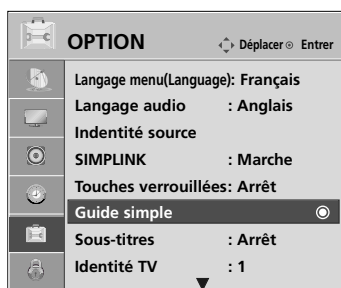 OPTION Déplacer Entrer
Langage menu(Language): Français
Langage audio : Anglais
Indentité source
SIMPLINK : Marche
Touches verrouillées: Arrêt
Guide simple
Sous-titres : Arrêt
Identité TV : 1